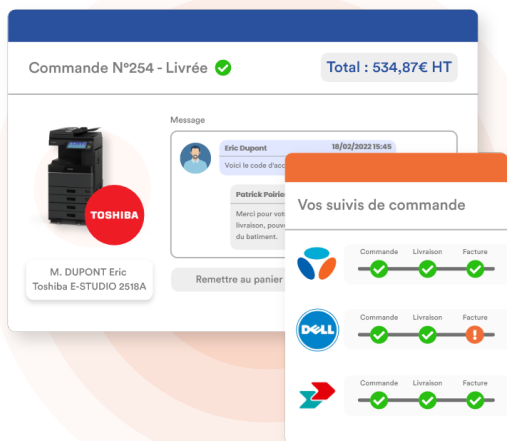 Commande N°254 - Livrée
Total : 534,87€ HT
Message
Eric Dupont 18/02/2022 15:45
Voici le code d'acc
Patrick Poirie
Merci pour vot
livraison, pouv
du batiment.
TOSHIBA
M. DUPONT Eric
Toshiba E-STUDIO 2518A
Remettre au panier
Vos suivis de commande
Commande Livraison Facture
DELL
Commande Livraison Facture
Commande Livraison Facture